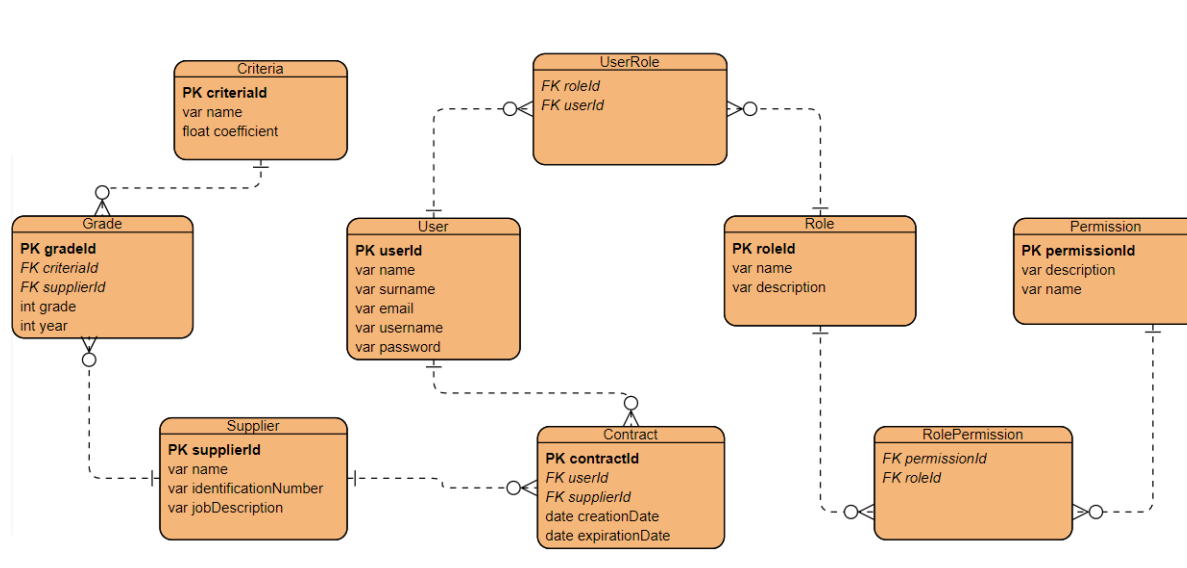 Criteria
PK criteriaId
var name
float coefficient
UserRole
FK roleId
FK userId
Grade
PK gradeId
FK criteriaId
FK supplierId
int grade
int year
User
PK userId
var name
var surname
var email
var username
var password
Role
PK roleId
var name
var description
Permission
PK permissionId
var description
var name
Supplier
PK supplierId
var name
var identificationNumber
var jobDescription
Contract
PK contractId
FK userId
FK supplierId
date creationDate
date expirationDate
RolePermission
FK permissionId
FK roleId